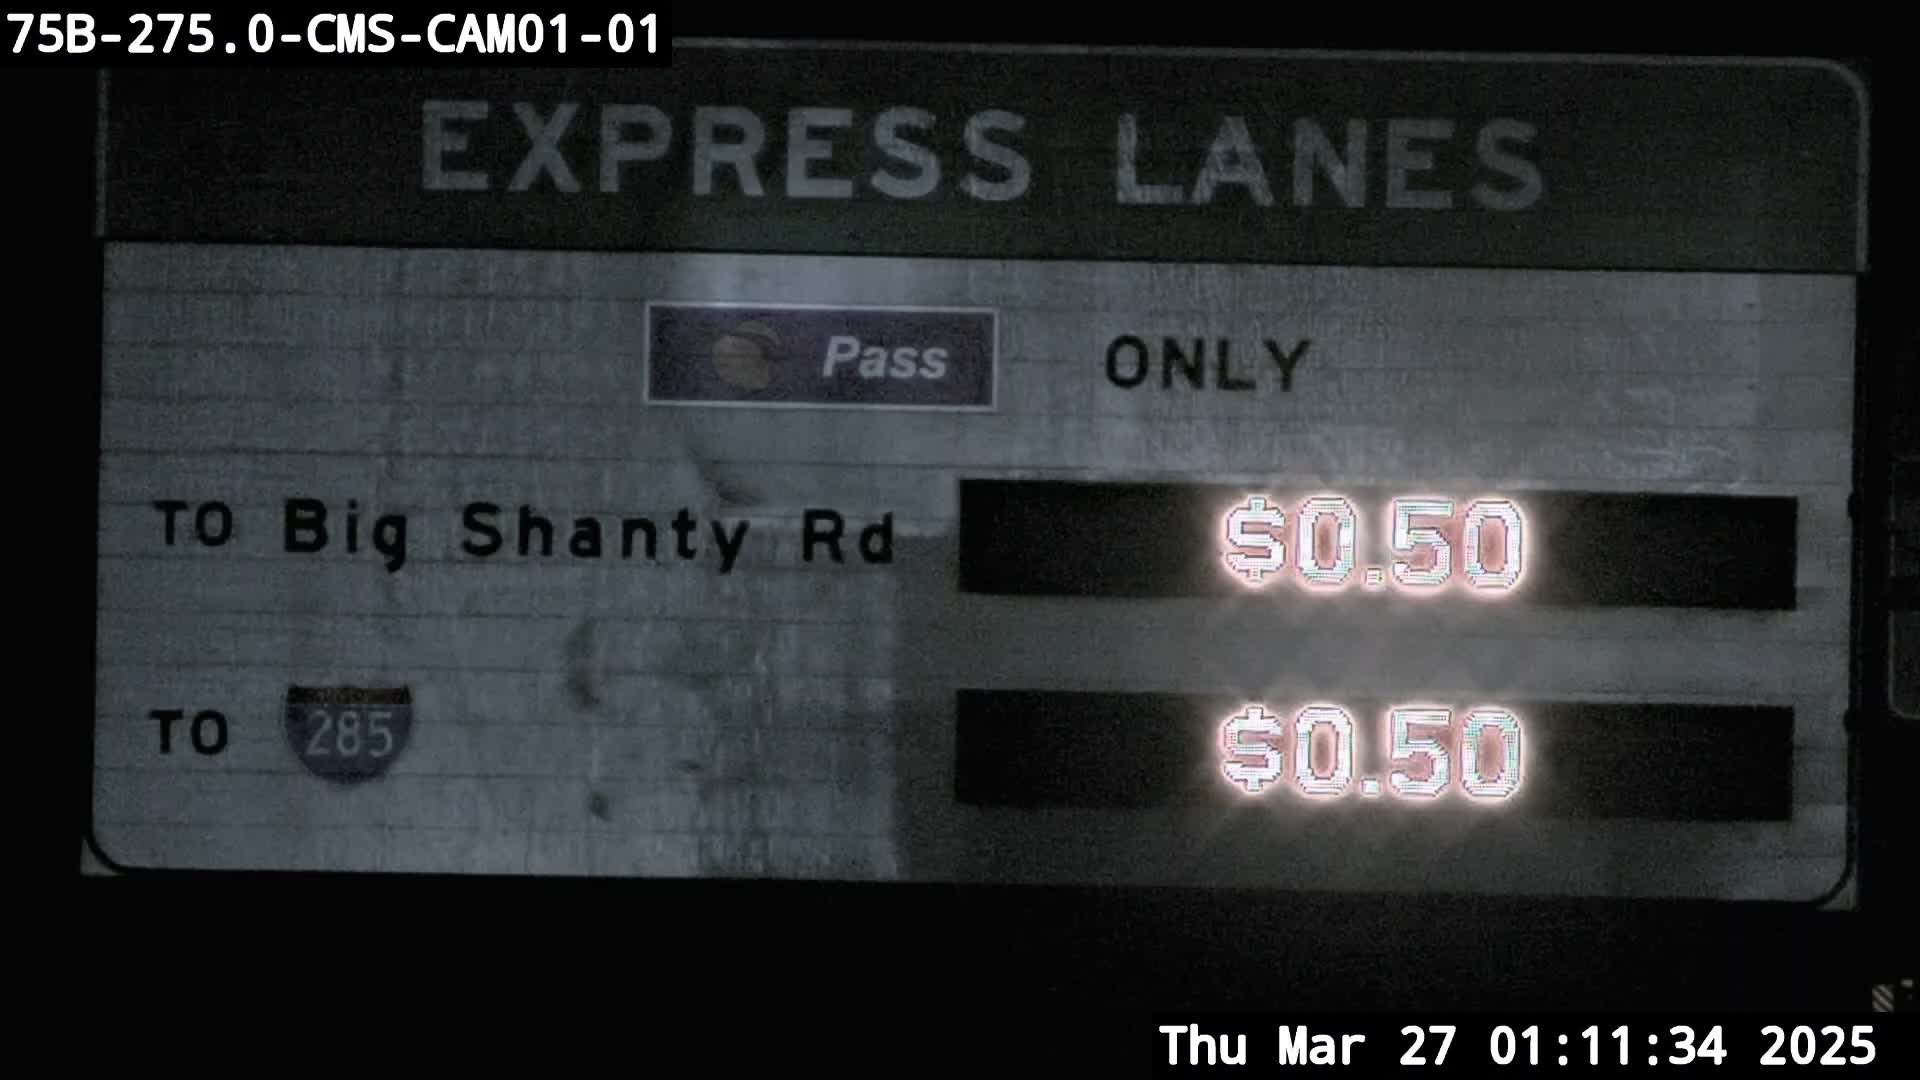 75B-275.0-CMS-CAM01-01
EXPRESS LANES
Pass ONLY
TO Big Shanty Rd $0.50
TO 285 $0.50
Thu Mar 27 01:11:34 2025